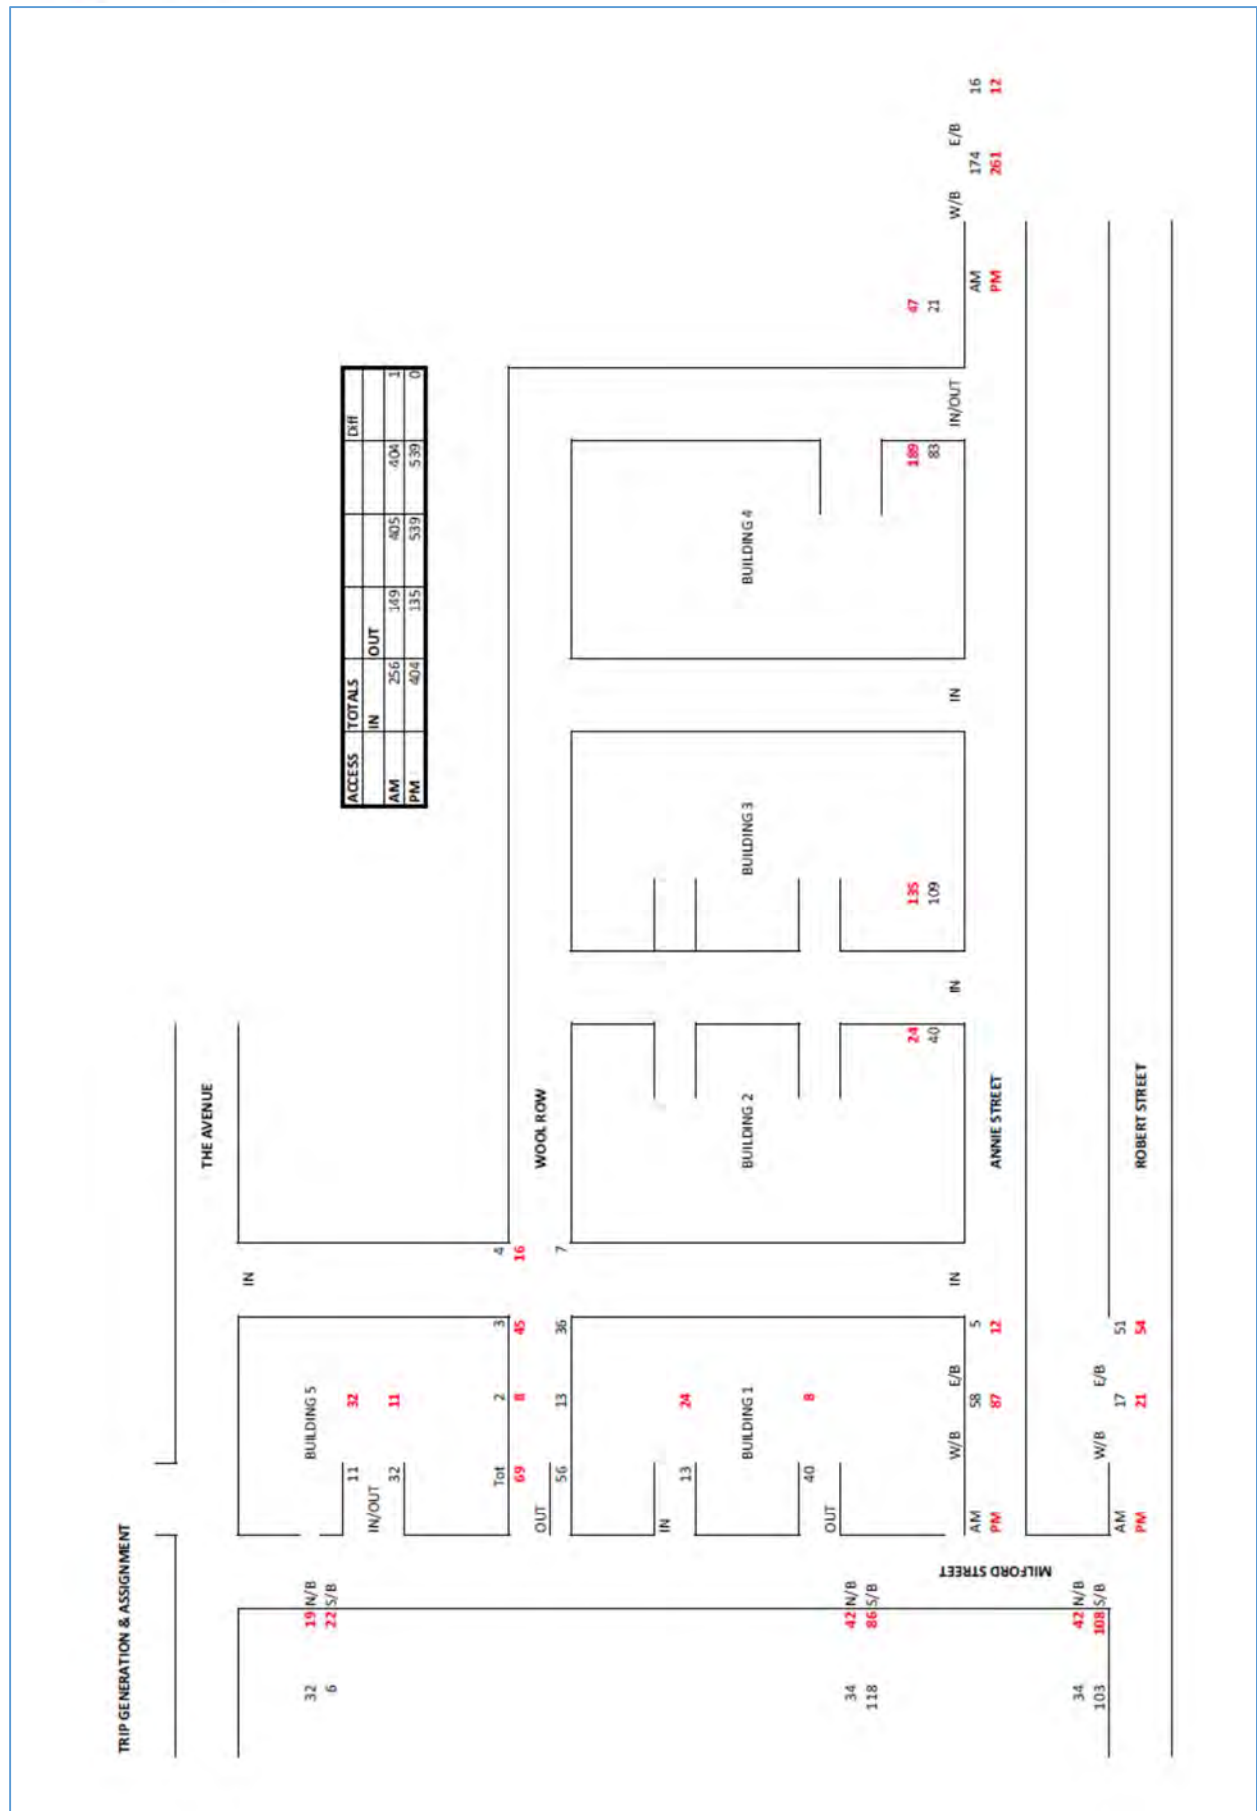 TRIP GENERATION & ASSIGNMENT
THE AVENUE
IN
32 19 N/B BUILDING 5
6 22 S/B
11 32
IN/OUT
32 11
ACCESS TOTALS Diff
IN OUT
AM 256 149 405 404 1
PM 404 135 539 539 0
Tot 2 3 4
69 8 45 16
OUT WOOL ROW
56 13 36 7
IN
13 24
BUILDING 1 BUILDING 2 BUILDING 3 BUILDING 4
40 8
OUT
34 42 N/B
118 86 S/B
24 135 189 47
40 109 83 21
W/B E/B IN IN IN IN/OUT W/B E/B
AM 58 5 AM 174 16
PM 87 12 ANNIE STREET PM 261 12
MILFORD STREET
34 42 N/B
103 108 S/B W/B E/B
AM 17 51
PM 21 54 ROBERT STREET